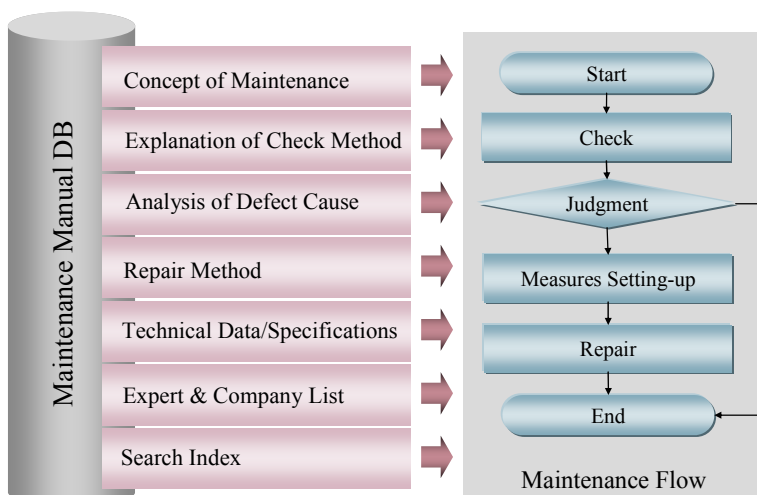 Maintenance Manual DB
Concept of Maintenance
Explanation of Check Method
Analysis of Defect Cause
Repair Method
Technical Data/Specifications
Expert & Company List
Search Index
Start
Check
Judgment
Measures Setting-up
Repair
End
Maintenance Flow